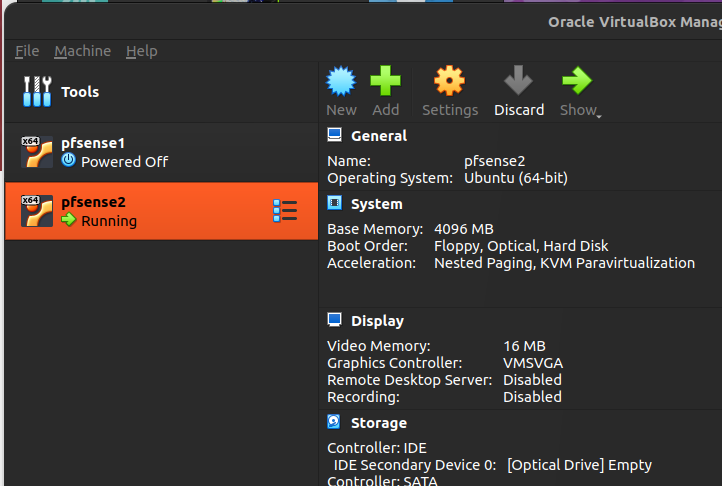 Oracle VirtualBox Manag
File Machine Help
Tools
New Add Settings Discard Show
x64 pfsense1
Powered Off
x64 pfsense2
Running
General
Name: pfsense2
Operating System: Ubuntu (64-bit)
System
Base Memory: 4096 MB
Boot Order: Floppy, Optical, Hard Disk
Acceleration: Nested Paging, KVM Paravirtualization
Display
Video Memory: 16 MB
Graphics Controller: VMSVGA
Remote Desktop Server: Disabled
Recording: Disabled
Storage
Controller: IDE
IDE Secondary Device 0: [Optical Drive] Empty
Controller: SATA